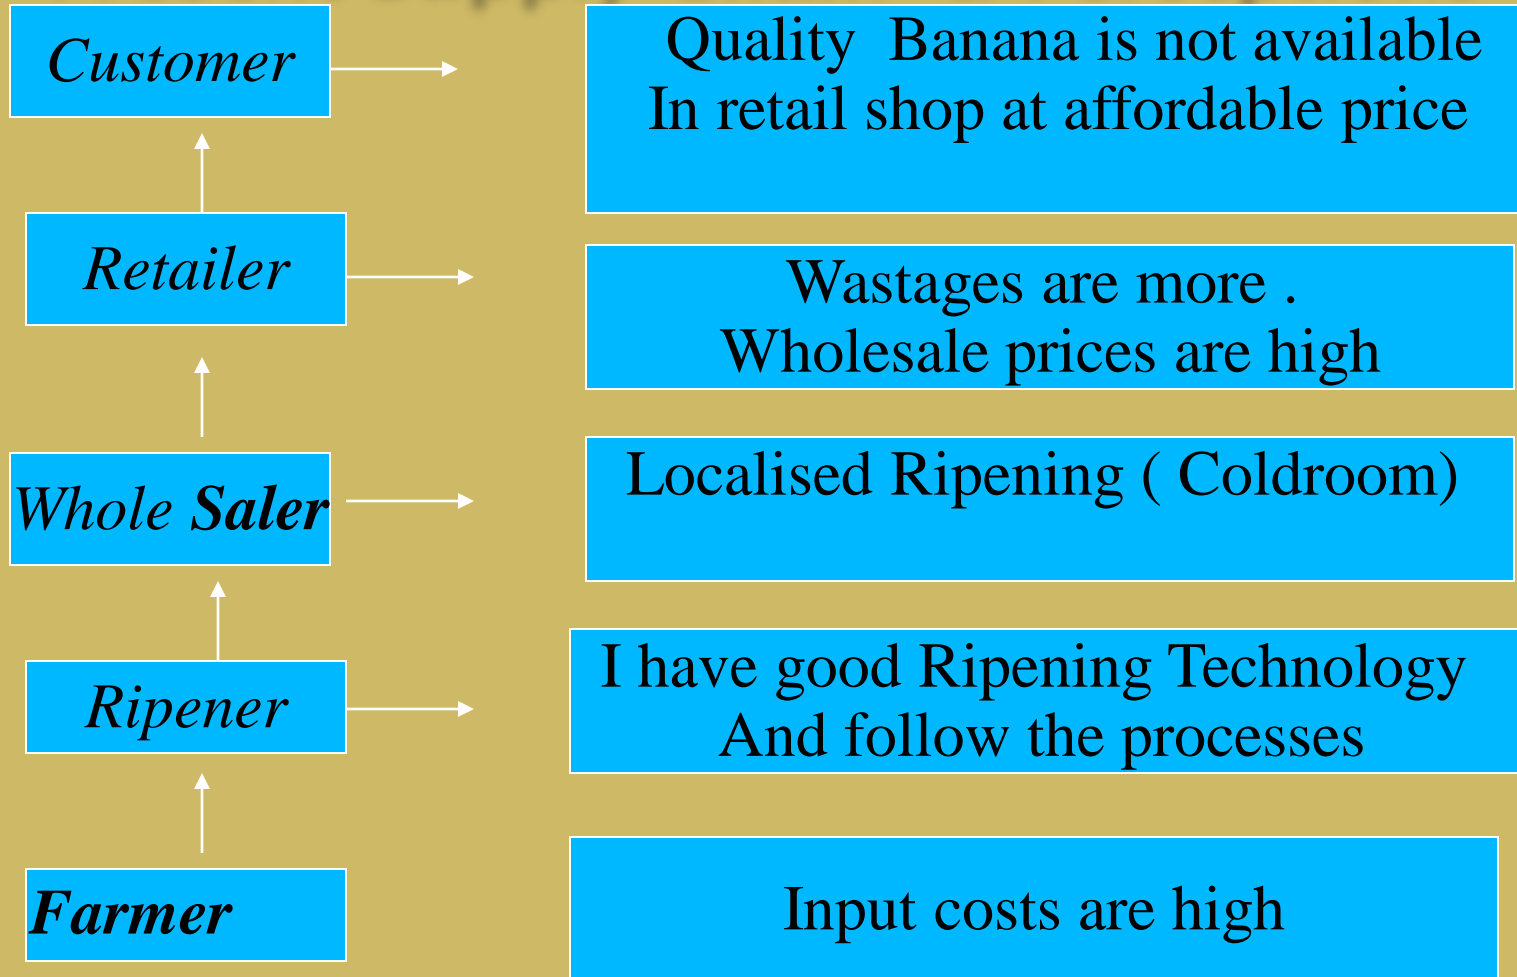 Customer
Quality Banana is not available
In retail shop at affordable price
Retailer
Wastages are more .
Wholesale prices are high
Whole Saler
Localised Ripening ( Coldroom)
Ripener
I have good Ripening Technology
And follow the processes
Farmer
Input costs are high